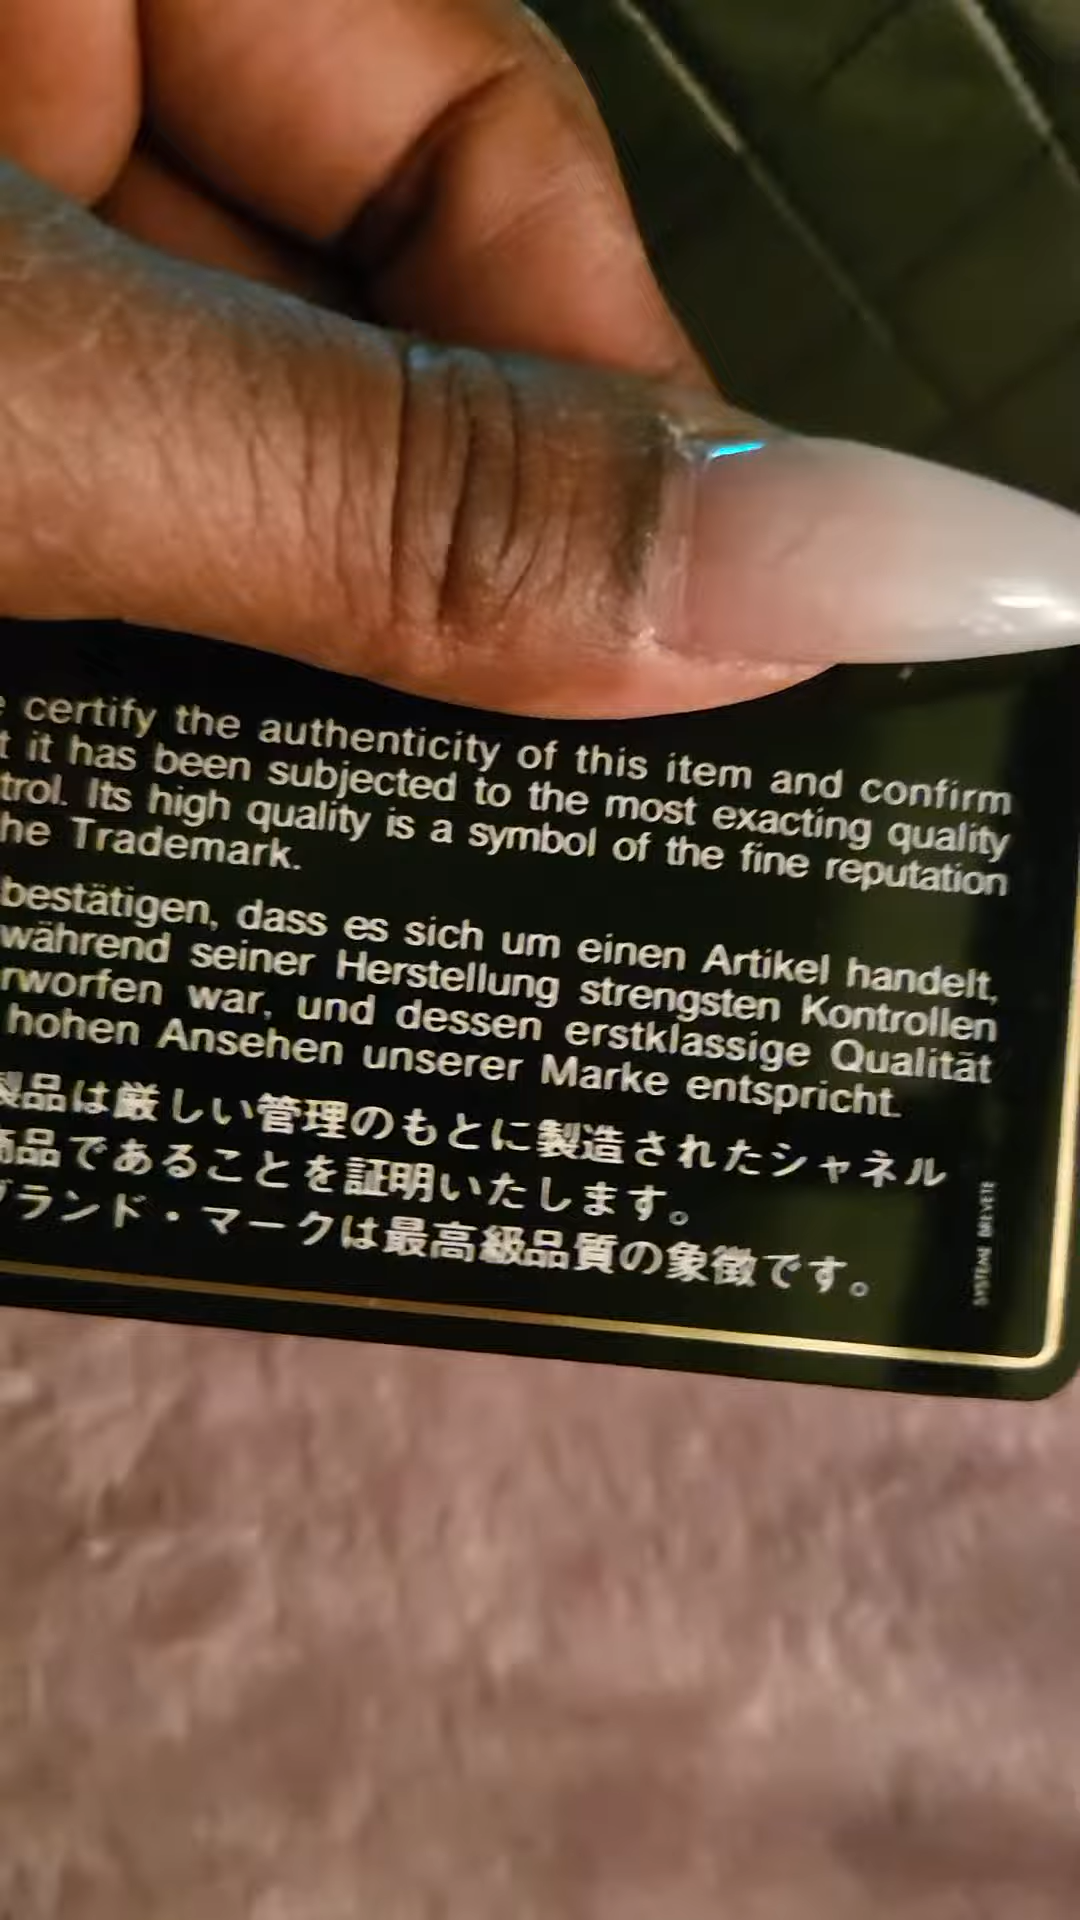 certify the authenticity of this item and confirm
it has been subjected to the most exacting quality
trol. Its high quality is a symbol of the fine reputation
he Trademark.
bestätigen, dass es sich um einen Artikel handelt,
während seiner Herstellung strengsten Kontrollen
rworfen war, und dessen erstklassige Qualität
hohen Ansehen unserer Marke entspricht.
製品は厳しい管理のもとに製造されたシャネル
商品であることを証明いたします。
ブランド・マークは最高級品質の象徴です。
SYSTEME BREVETE